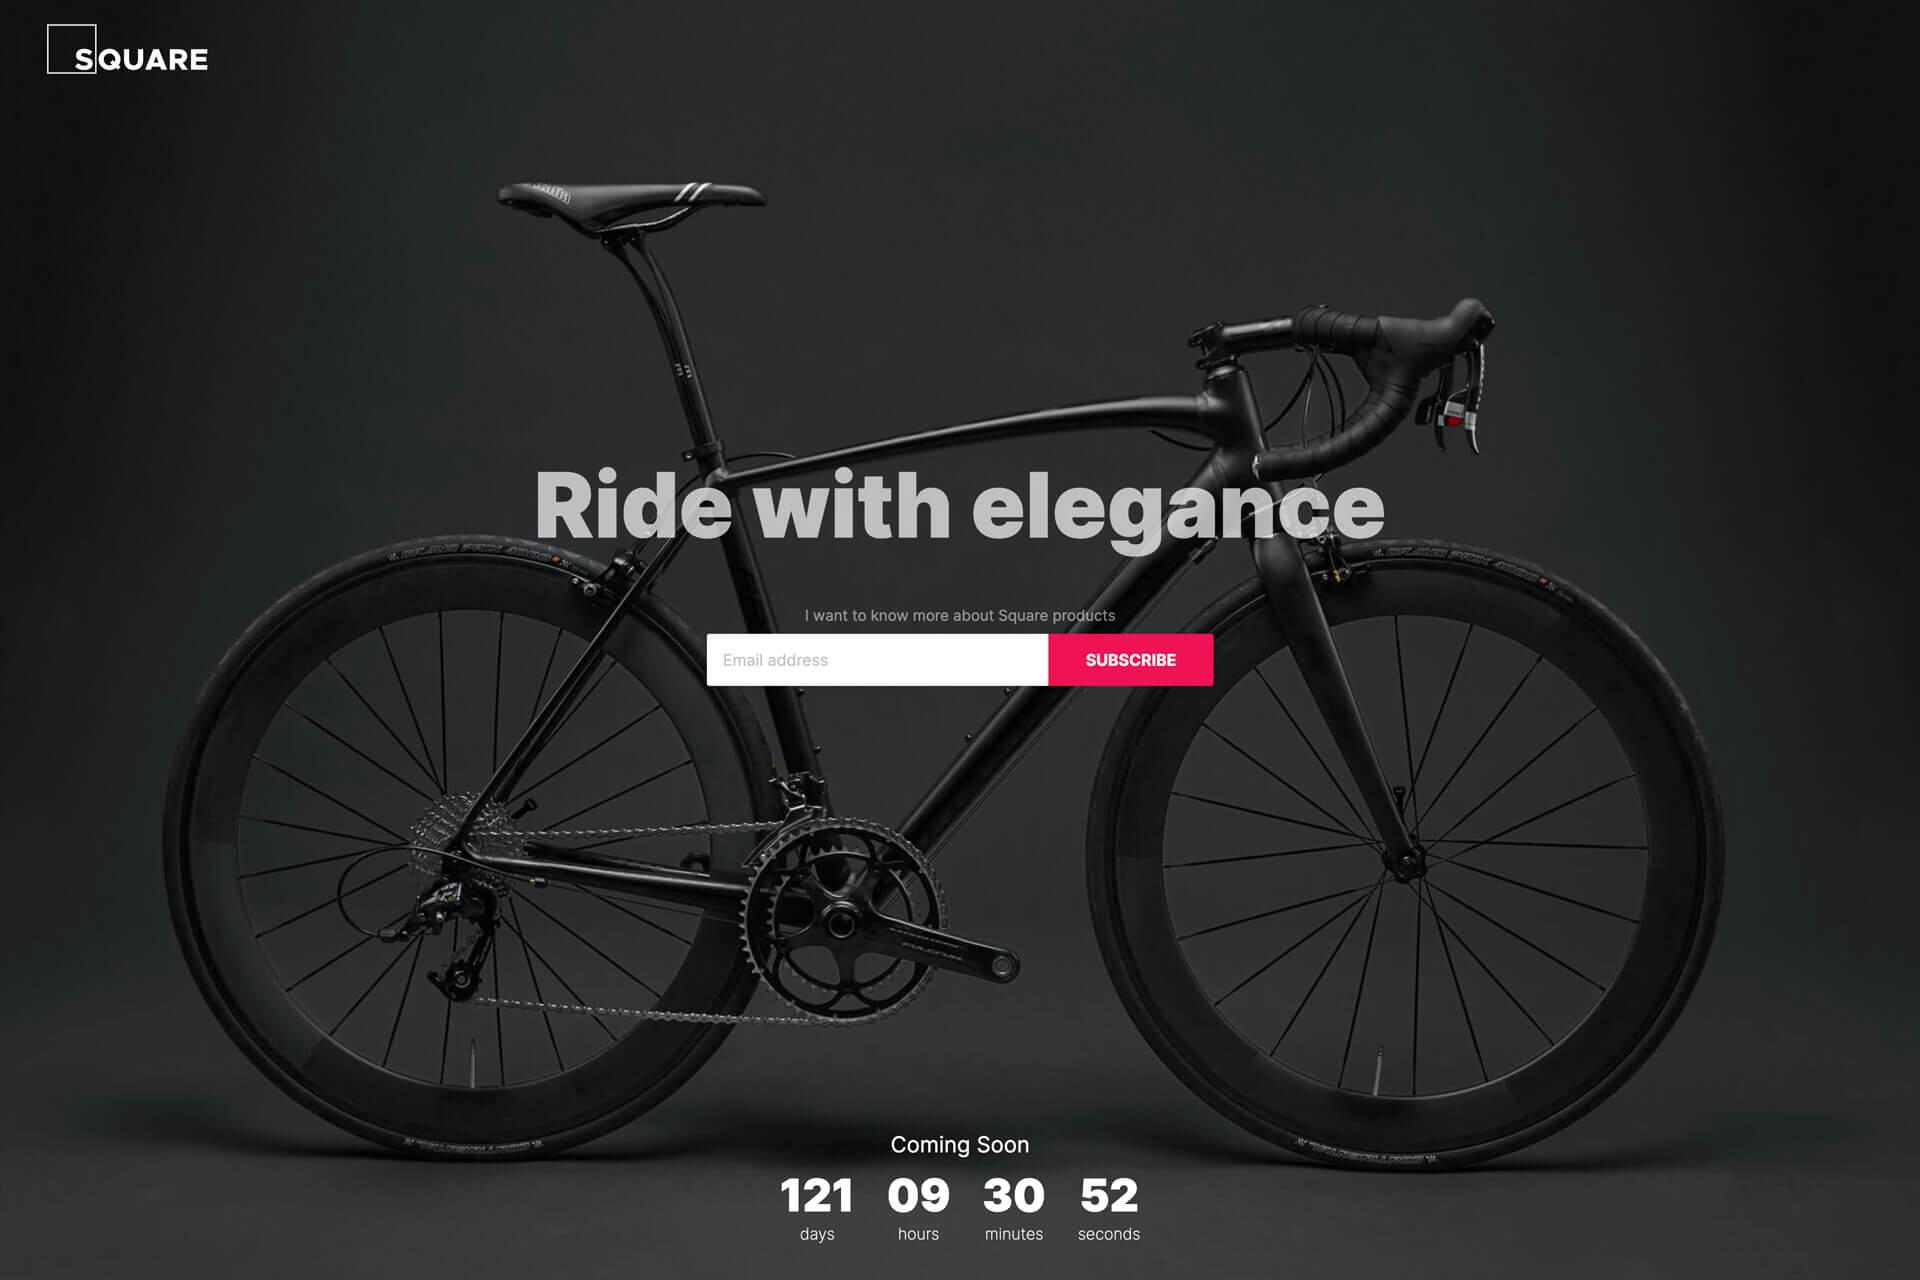 SQUARE
Ride with elegance
I want to know more about Square products
Email address
SUBSCRIBE
Coming Soon
121 09 30 52
days hours minutes seconds